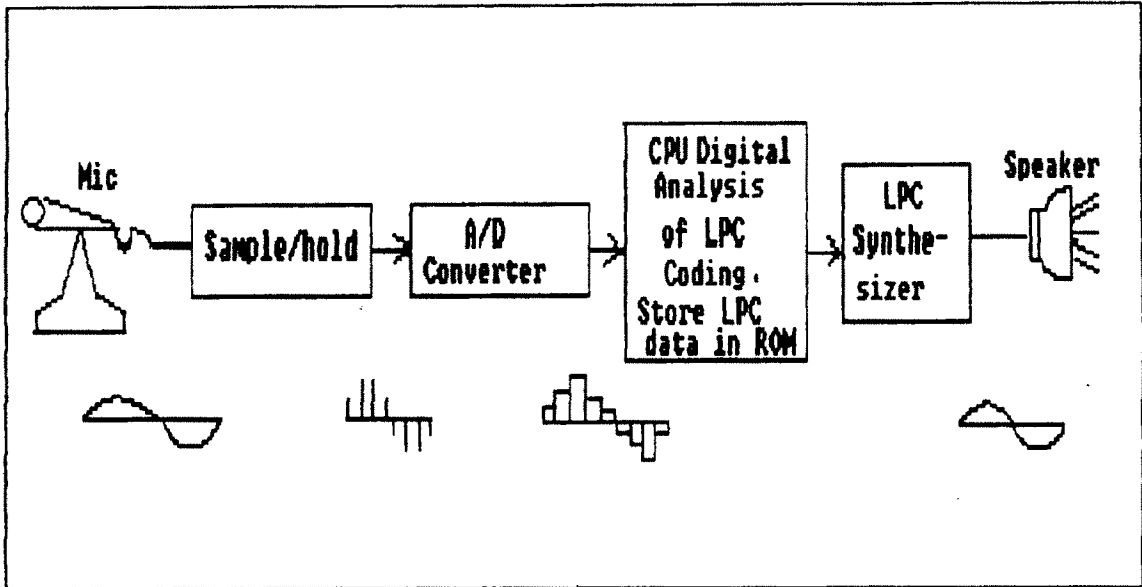 Mic
Sample/hold
A/D
Converter
CPU Digital
Analysis
of LPC
Coding.
Store LPC
data in ROM
LPC
Synthe-
sizer
Speaker